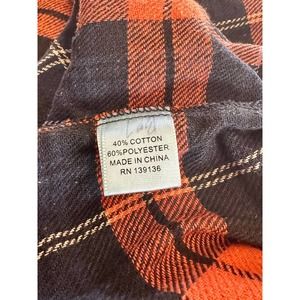 40% COTTON
60%POLYESTER
MADE IN CHINA
RN 139136